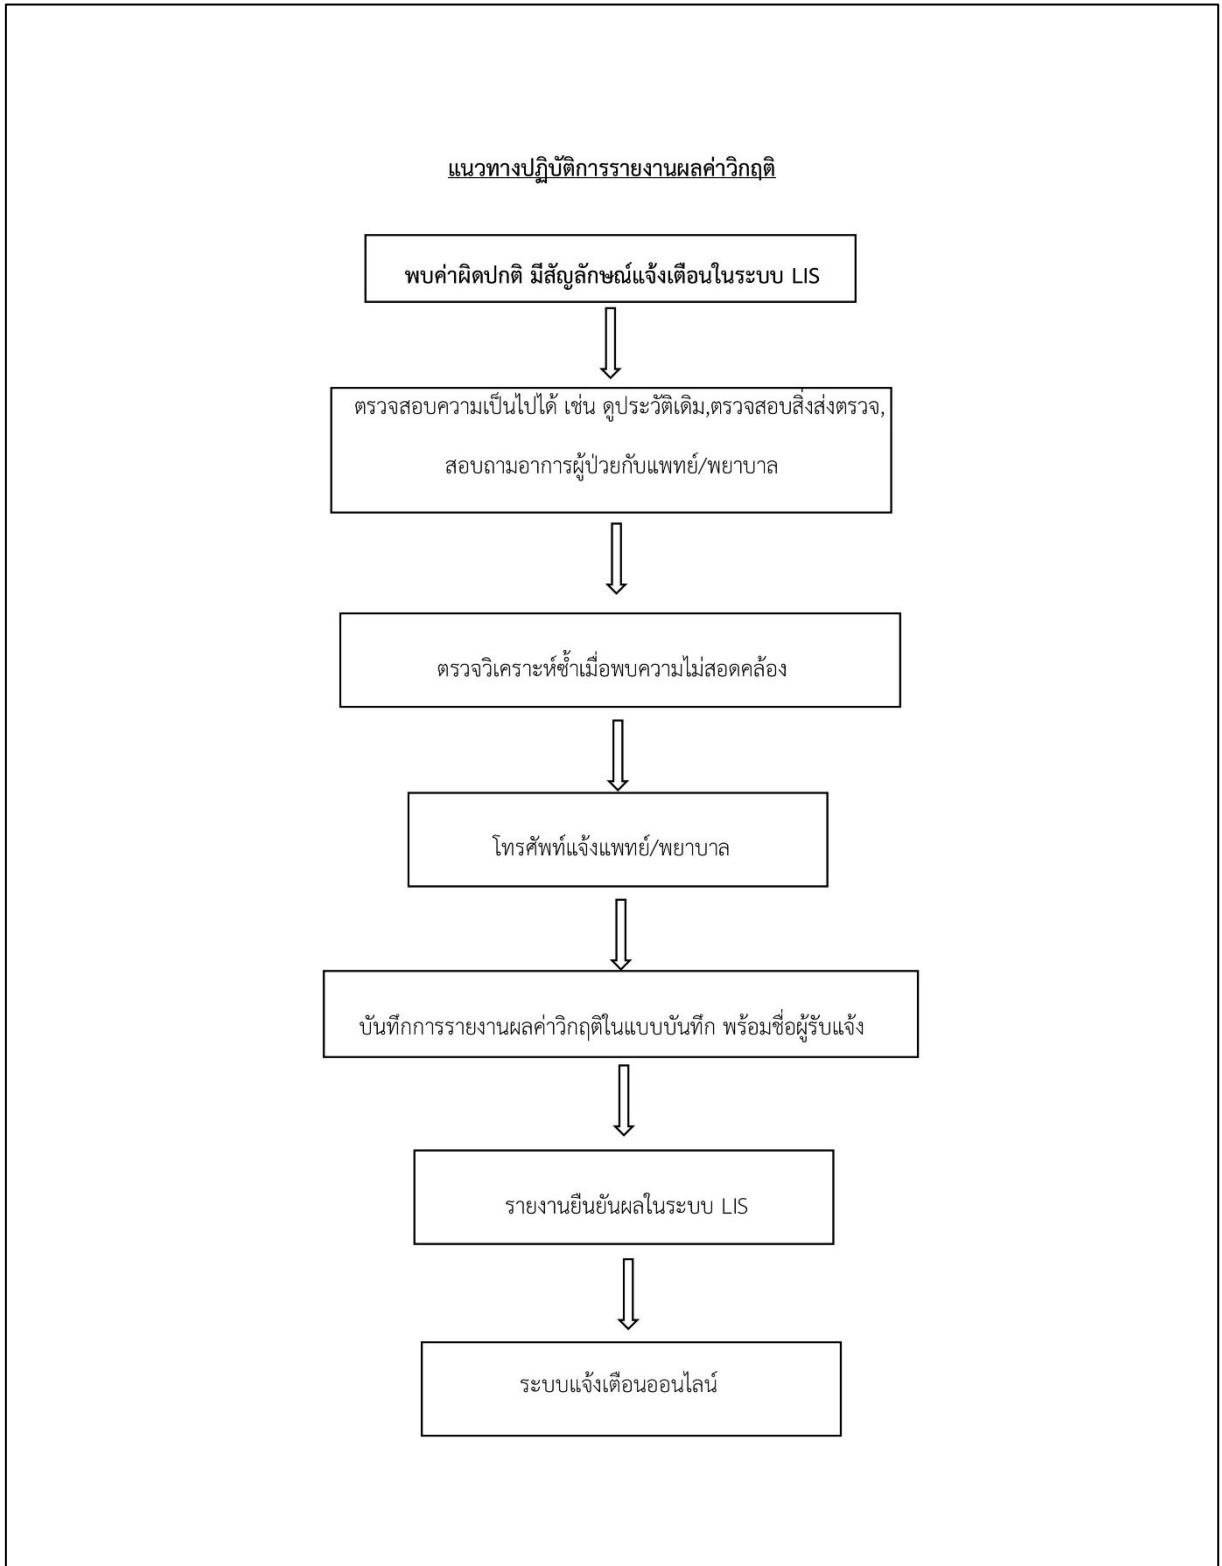 แนวทางปฏิบัติการรายงานผลค่าวิกฤติ
พบค่าผิดปกติ มีสัญลักษณ์แจ้งเตือนในระบบ LIS
ตรวจสอบความเป็นไปได้ เช่น ดูประวัติเดิม,ตรวจสอบสิ่งส่งตรวจ,
สอบถามอาการผู้ป่วยกับแพทย์/พยาบาล
ตรวจวิเคราะห์ซ้ำเมื่อพบความไม่สอดคล้อง
โทรศัพท์แจ้งแพทย์/พยาบาล
บันทึกการรายงานผลค่าวิกฤติในแบบบันทึก พร้อมชื่อผู้รับแจ้ง
รายงานยืนยันผลในระบบ LIS
ระบบแจ้งเตือนออนไลน์